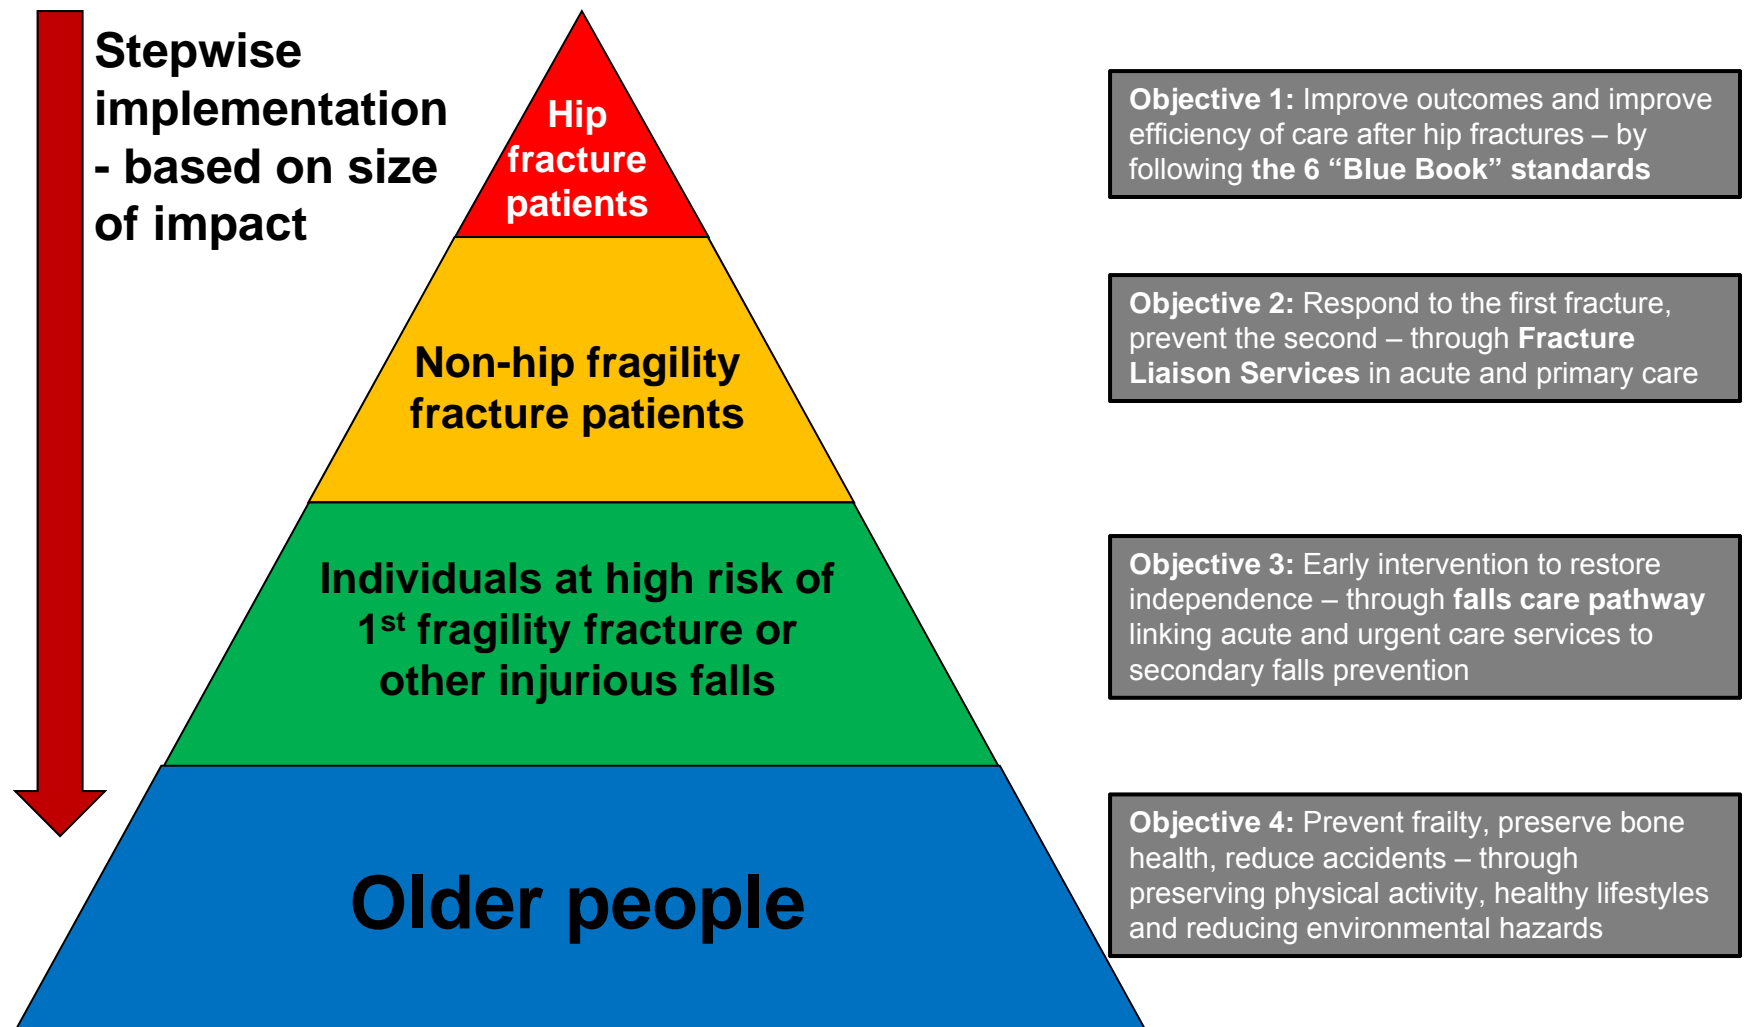 Stepwise
implementation
- based on size
of impact
Hip
fracture
patients
Objective 1: Improve outcomes and improve
efficiency of care after hip fractures – by
following the 6 “Blue Book” standards
Non-hip fragility
fracture patients
Objective 2: Respond to the first fracture,
prevent the second – through Fracture
Liaison Services in acute and primary care
Individuals at high risk of
1st fragility fracture or
other injurious falls
Objective 3: Early intervention to restore
independence – through falls care pathway
linking acute and urgent care services to
secondary falls prevention
Older people
Objective 4: Prevent frailty, preserve bone
health, reduce accidents – through
preserving physical activity, healthy lifestyles
and reducing environmental hazards